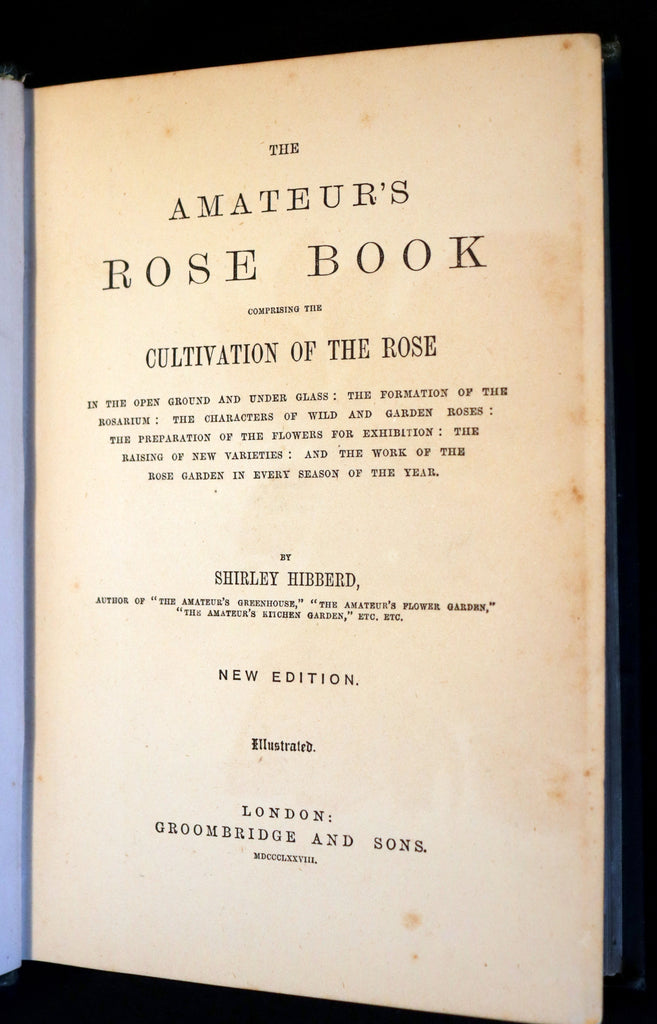 THE
AMATEUR'S
ROSE BOOK
COMPRISING THE
CULTIVATION OF THE ROSE
IN THE OPEN GROUND AND UNDER GLASS: THE FORMATION OF THE
ROSARIUM: THE CHARACTERS OF WILD AND GARDEN ROSES:
THE PREPARATION OF THE FLOWERS FOR EXHIBITION: THE
RAISING OF NEW VARIETIES: AND THE WORK OF THE
ROSE GARDEN IN EVERY SEASON OF THE YEAR.
BY
SHIRLEY HIBBERD,
AUTHOR OF "THE AMATEUR'S GREENHOUSE," "THE AMATEUR'S FLOWER GARDEN,"
"THE AMATEUR'S KITCHEN GARDEN," ETC. ETC.
NEW EDITION.
Illustrated.
LONDON:
GROOMBRIDGE AND SONS.
MDCCCLXXVIII.